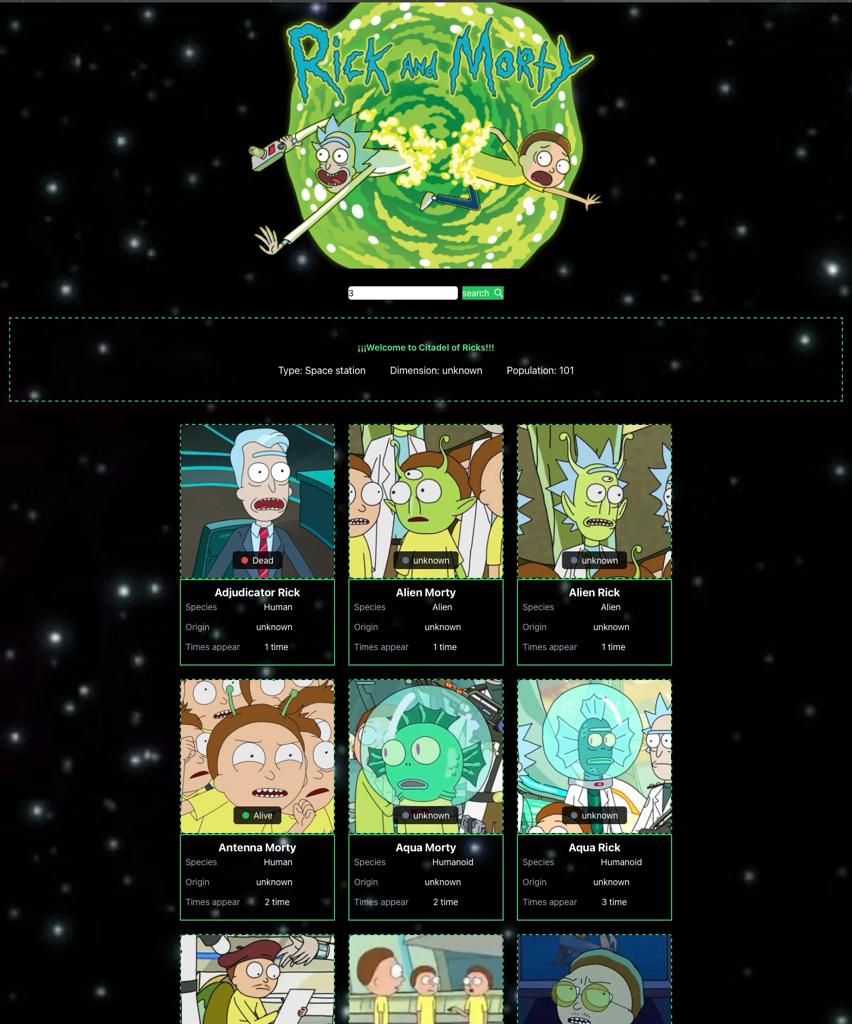 Rick and Morty
3
search
¡¡¡Welcome to Citadel of Ricks!!!
Type: Space station Dimension: unknown Population: 101
Dead
unknown
unknown
Adjudicator Rick
Species Human
Origin unknown
Times appear 1 time
Alien Morty
Species Alien
Origin unknown
Times appear 1 time
Alien Rick
Species Alien
Origin unknown
Times appear 1 time
Alive
unknown
unknown
Antenna Morty
Species Human
Origin unknown
Times appear 2 time
Aqua Morty
Species Humanoid
Origin unknown
Times appear 2 time
Aqua Rick
Species Humanoid
Origin unknown
Times appear 3 time